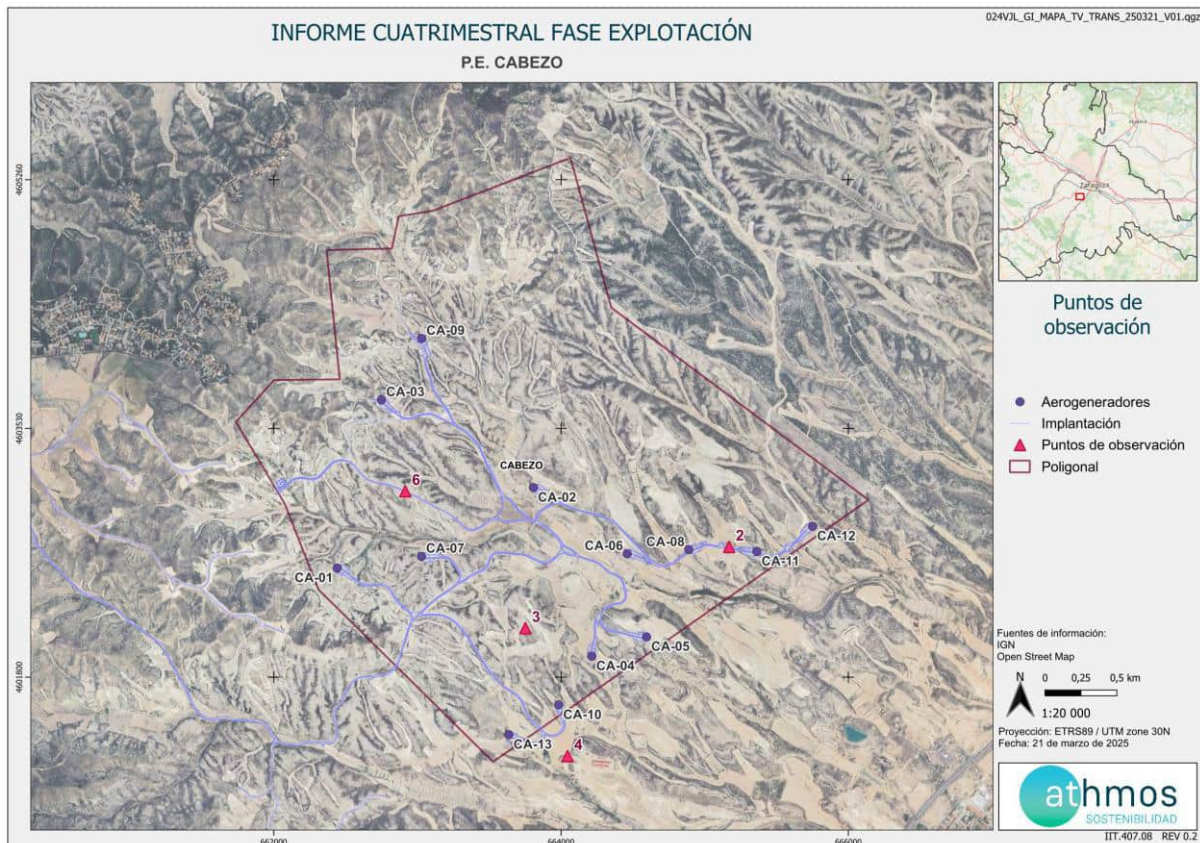 024VJL_GI_MAPA_TV_TRANS_250321_V01.qgz
INFORME CUATRIMESTRAL FASE EXPLOTACIÓN
P.E. CABEZO
4605260
4603530
4601800
CA-09
CA-03
CABEZO
CA-02
6
CA-07
CA-06
CA-08
2
CA-12
CA-11
CA-01
3
CA-05
CA-04
CA-10
CA-13
4
662000
664000
666000
Huesca
Zaragoza
Puntos de
observación
Aerogeneradores
Implantación
Puntos de observación
Poligonal
Fuentes de información:
IGN
Open Street Map
N
0 0,25 0,5 km
1:20 000
Proyección: ETRS89 / UTM zone 30N
Fecha: 21 de marzo de 2025
athmos
SOSTENIBILIDAD
IIT.407.08 REV 0.2